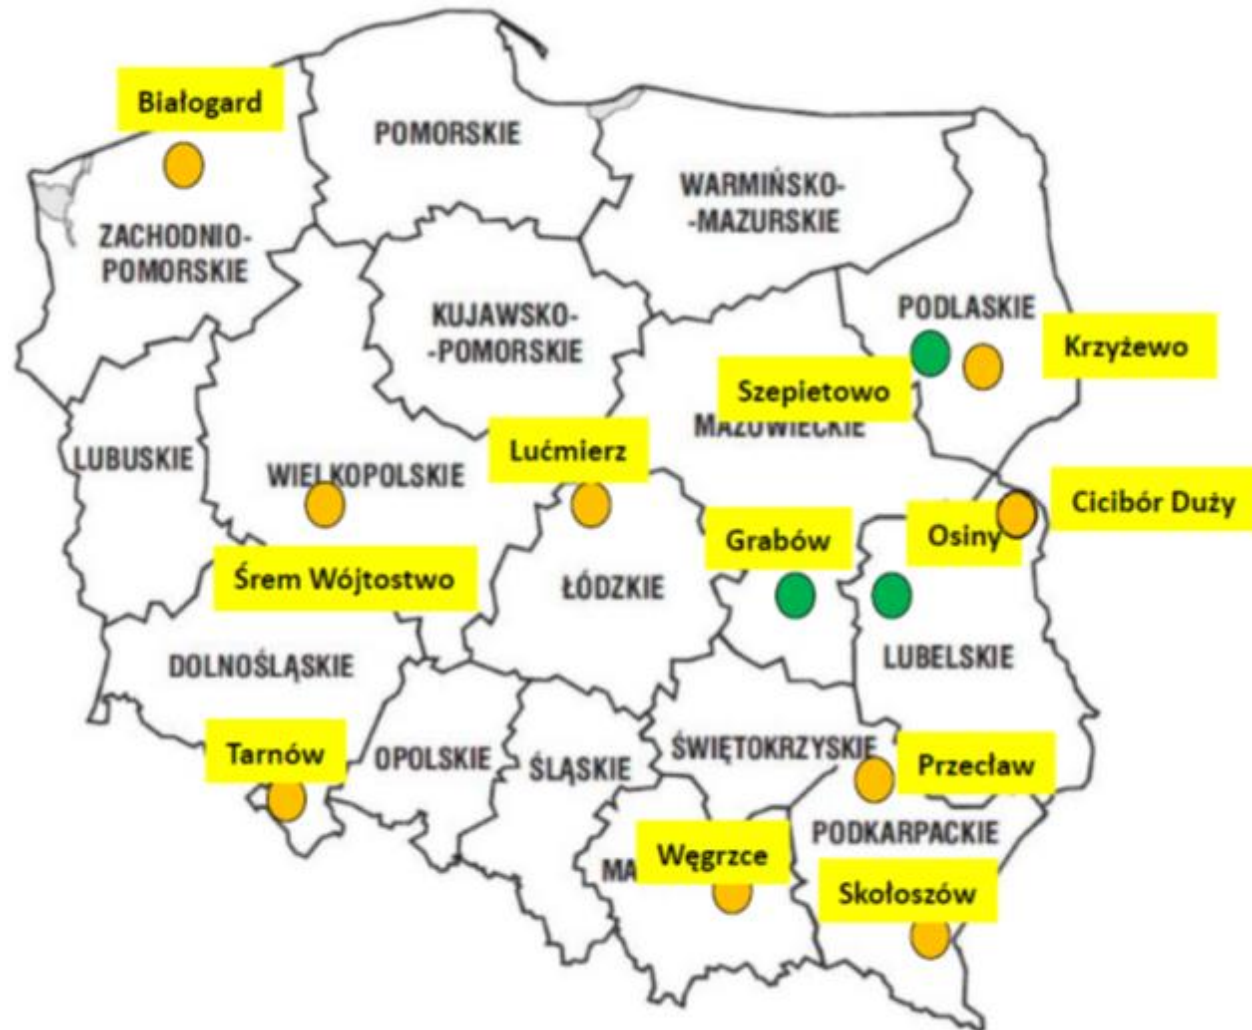 Białogard
POMORSKIE
WARMIŃSKO-
-MAZURSKIE
ZACHODNIO-
POMORSKIE
KUJAWSKO-
-POMORSKIE
PODLASKIE
Krzyżewo
Szepietowo
MAZOWIECKIE
LUBUSKIE
WIELKOPOLSKIE
Lućmierz
Cicibór Duży
Grabów
Osiny
Śrem Wójtostwo
ŁÓDZKIE
LUBELSKIE
DOLNOŚLĄSKIE
Tarnów
OPOLSKIE
ŚLĄSKIE
ŚWIĘTOKRZYSKIE
Przecław
PODKARPACKIE
Węgrzce
MA
Skołoszów